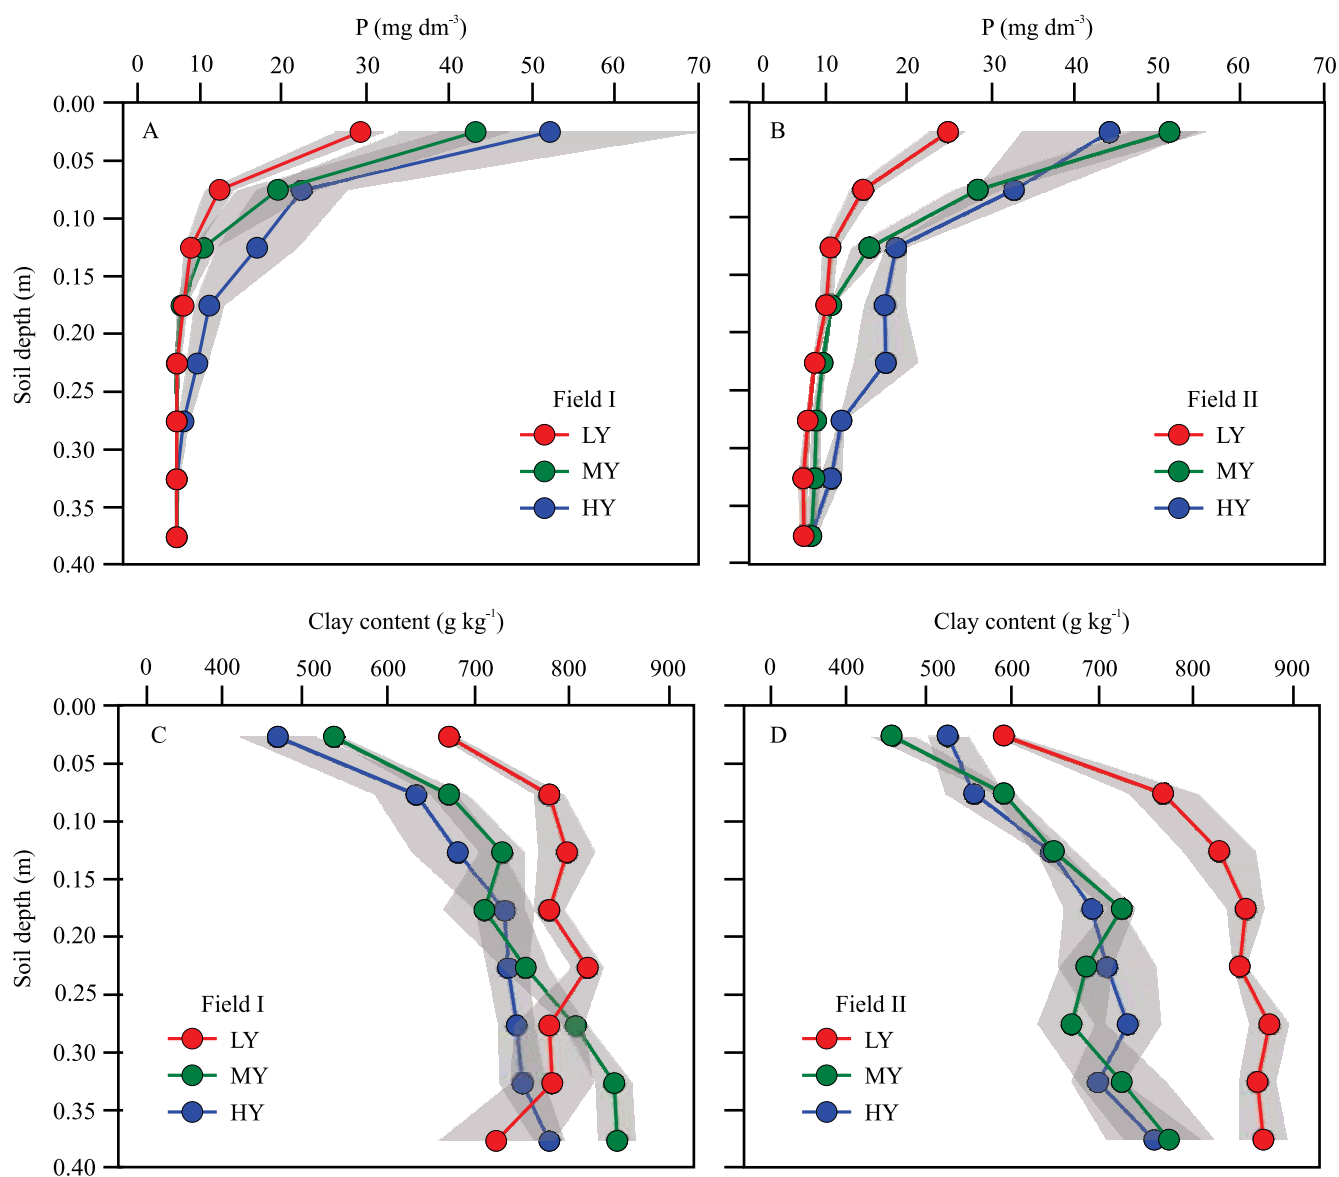 P (mg dm⁻³)
0 10 20 30 40 50 60 70
P (mg dm⁻³)
0 10 20 30 40 50 60 70
Soil depth (m)
0.00
0.05
0.10
0.15
0.20
0.25
0.30
0.35
0.40
A
Field I
LY
MY
HY
B
Field II
LY
MY
HY
Clay content (g kg⁻¹)
0 400 500 600 700 800 900
Clay content (g kg⁻¹)
0 400 500 600 700 800 900
Soil depth (m)
0.00
0.05
0.10
0.15
0.20
0.25
0.30
0.35
0.40
C
Field I
LY
MY
HY
D
Field II
LY
MY
HY